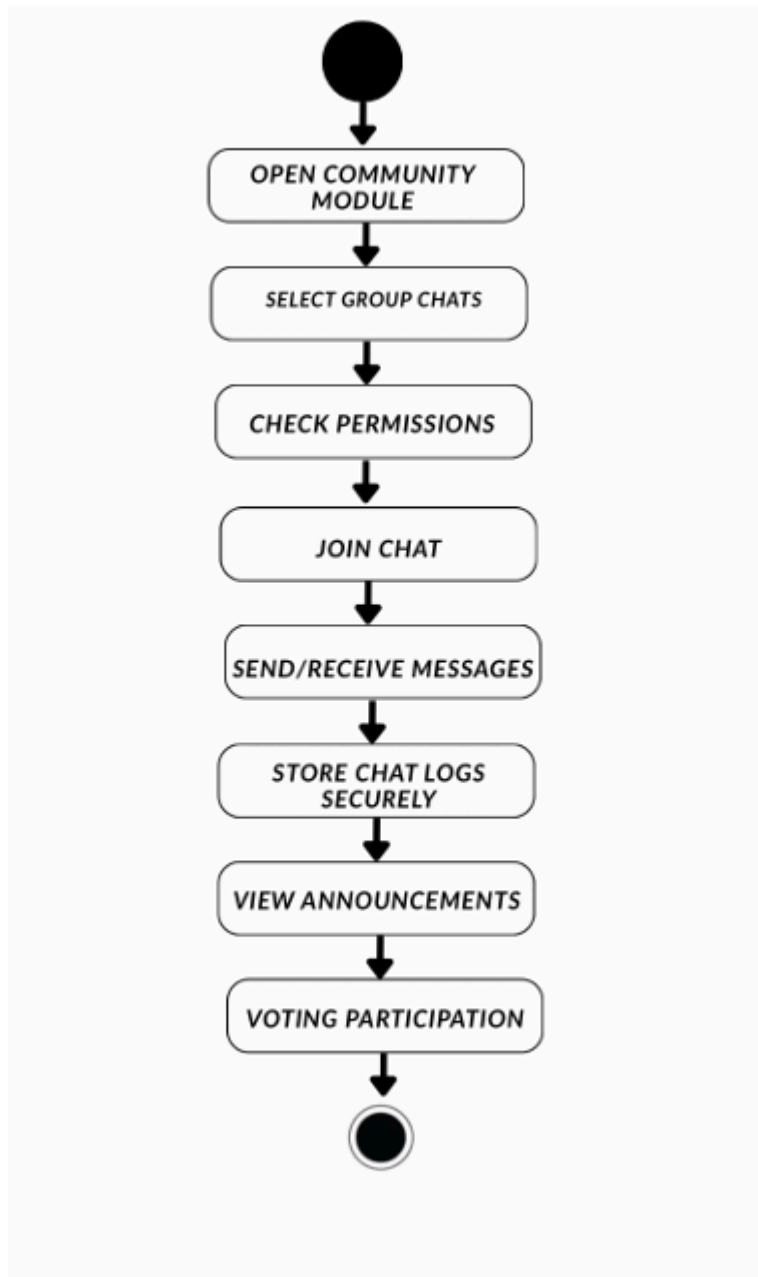 OPEN COMMUNITY
MODULE
SELECT GROUP CHATS
CHECK PERMISSIONS
JOIN CHAT
SEND/RECEIVE MESSAGES
STORE CHAT LOGS
SECURELY
VIEW ANNOUNCEMENTS
VOTING PARTICIPATION